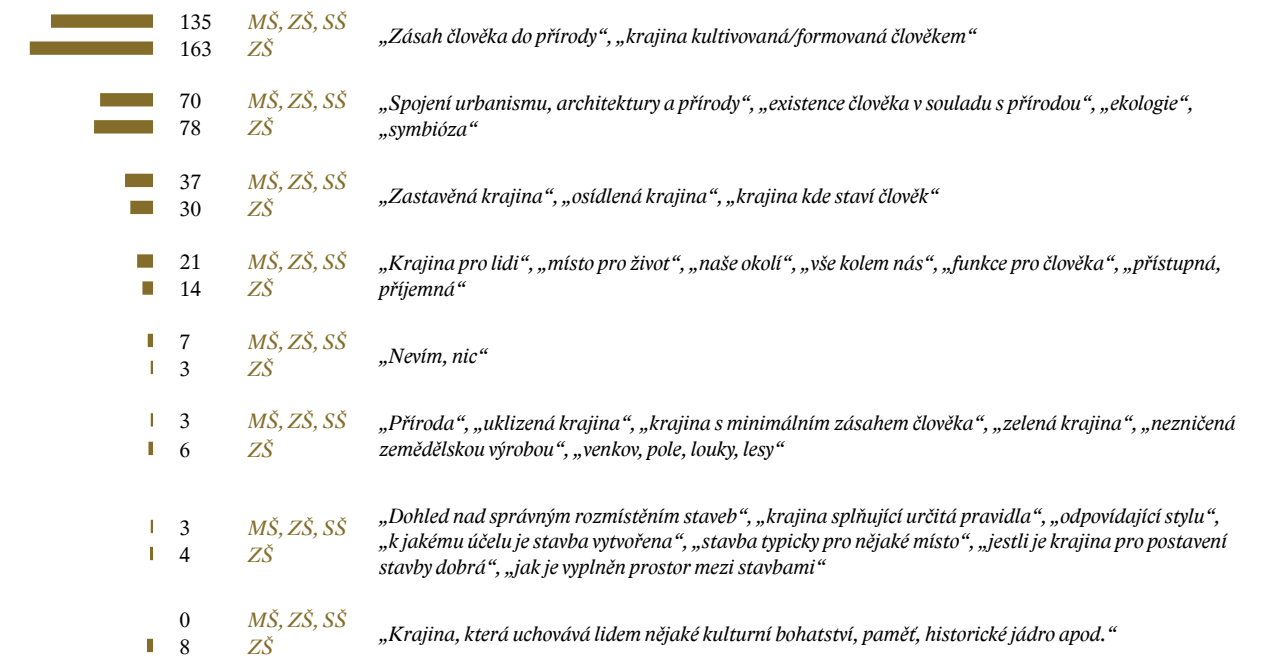 135 MŠ, ZŠ, SŠ
163 ZŠ
„Zásah člověka do přírody“, „krajina kultivovaná/formovaná člověkem“
70 MŠ, ZŠ, SŠ
78 ZŠ
„Spojení urbanismu, architektury a přírody“, „existence člověka v souladu s přírodou“, „ekologie“,
„symbióza“
37 MŠ, ZŠ, SŠ
30 ZŠ
„Zastavěná krajina“, „osídlená krajina“, „krajina kde staví člověk“
21 MŠ, ZŠ, SŠ
14 ZŠ
„Krajina pro lidi“, „místo pro život“, „naše okolí“, „vše kolem nás“, „funkce pro člověka“, „přístupná,
příjemná“
7 MŠ, ZŠ, SŠ
3 ZŠ
„Nevím, nic“
3 MŠ, ZŠ, SŠ
6 ZŠ
„Příroda“, „uklizená krajina“, „krajina s minimálním zásahem člověka“, „zelená krajina“, „nezničená
zemědělskou výrobou“, „venkov, pole, louky, lesy“
3 MŠ, ZŠ, SŠ
4 ZŠ
„Dohled nad správným rozmístěním staveb“, „krajina splňující určitá pravidla“, „odpovídající stylu“,
„k jakému účelu je stavba vytvořena“, „stavba typicky pro nějaké místo“, „jestli je krajina pro postavení
stavby dobrá“, „jak je vyplněn prostor mezi stavbami“
0 MŠ, ZŠ, SŠ
8 ZŠ
„Krajina, která uchovává lidem nějaké kulturní bohatství, paměť, historické jádro apod.“